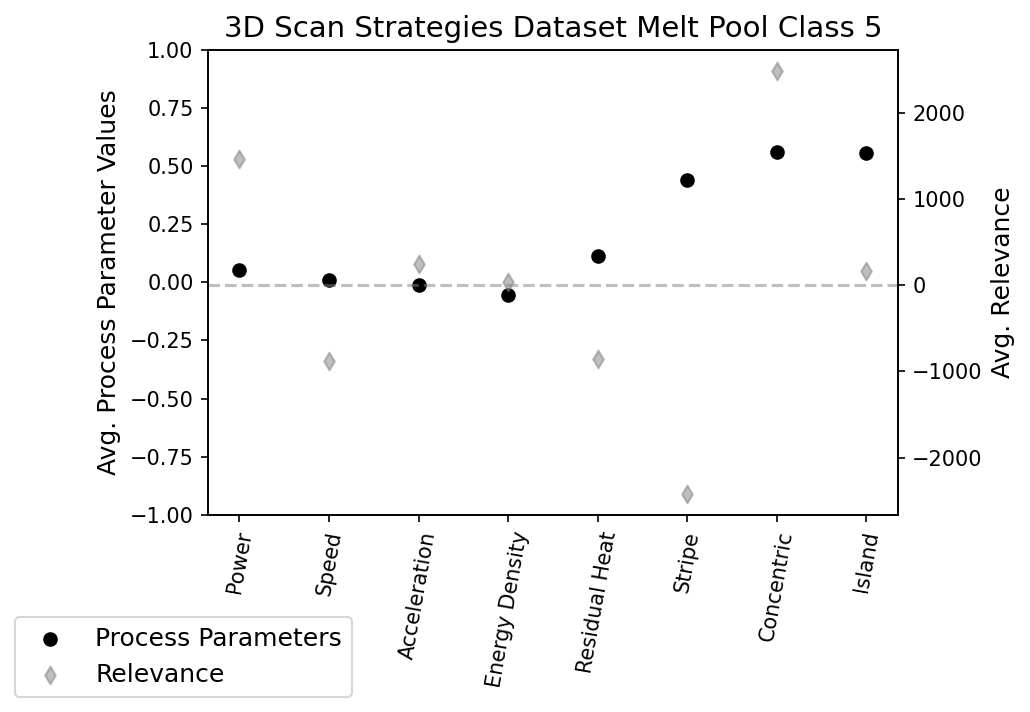 3D Scan Strategies Dataset Melt Pool Class 5
Avg. Process Parameter Values
1.00
0.75
0.50
0.25
0.00
−0.25
−0.50
−0.75
−1.00
2000
1000
0
−1000
−2000
Avg. Relevance
Power
Speed
Acceleration
Energy Density
Residual Heat
Stripe
Concentric
Island
Process Parameters
Relevance